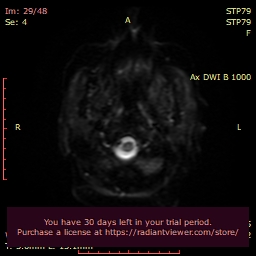 Im: 29/48
Se: 4
A
STP79
STP79
F
Ax DWI B 1000
R
L
You have 30 days left in your trial period.
Purchase a license at https://radiantviewer.com/store/